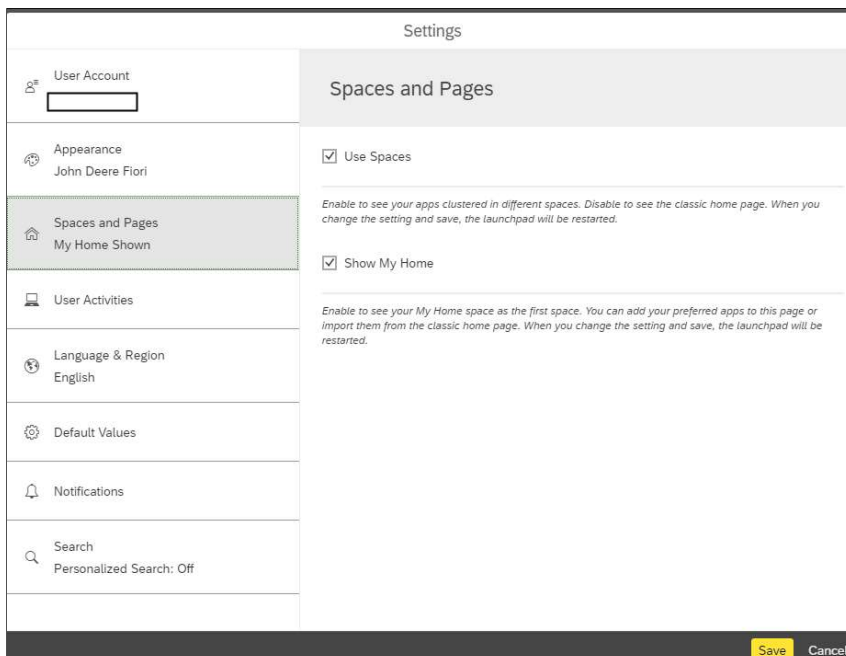 Settings
User Account
Appearance
John Deere Fiori
Spaces and Pages
My Home Shown
User Activities
Language & Region
English
Default Values
Notifications
Search
Personalized Search: Off
Spaces and Pages
Use Spaces
Enable to see your apps clustered in different spaces. Disable to see the classic home page. When you
change the setting and save, the launchpad will be restarted.
Show My Home
Enable to see your My Home space as the first space. You can add your preferred apps to this page or
import them from the classic home page. When you change the setting and save, the launchpad will be
restarted.
Save
Cancel